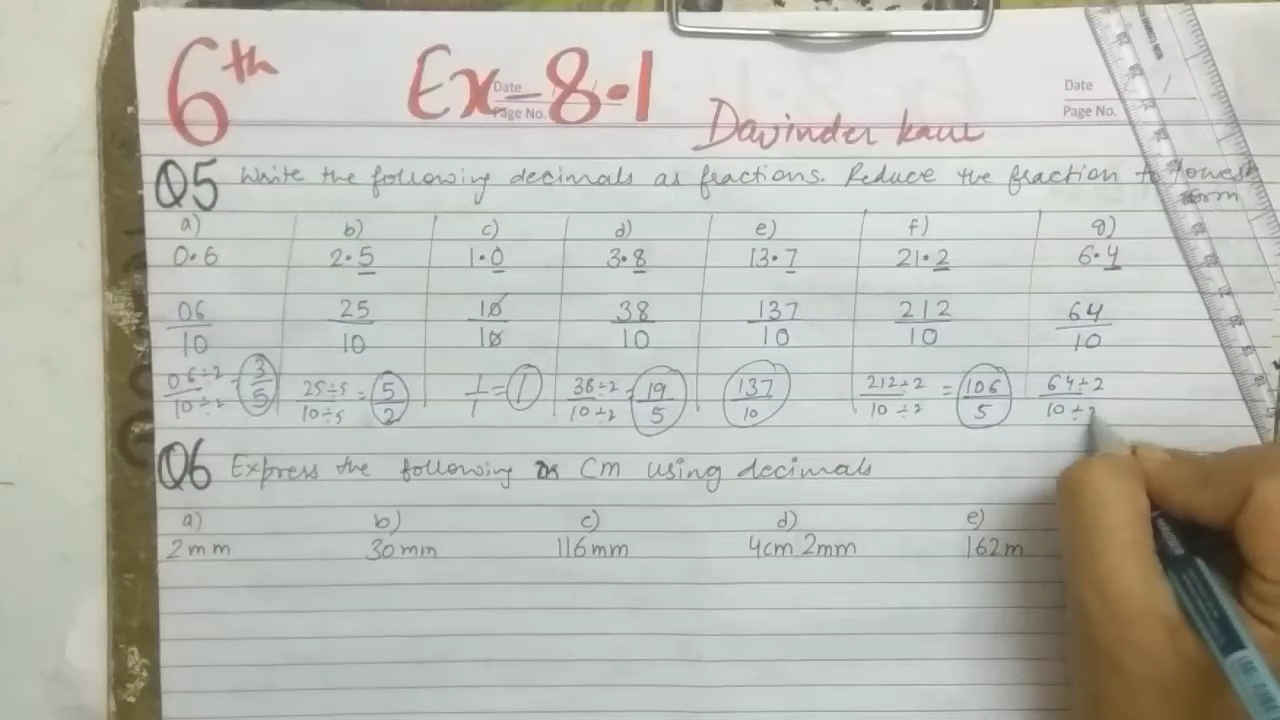 6th Ex-8.1
Date
Page No.
Date
Page No.
Davinder kaur
Q5 Write the following decimals as fractions. Reduce the fraction to lowest
form
a) b) c) d) e) f) g)
0.6 2.5 1.0 3.8 13.7 21.2 6.4
06/10 25/10 10/10 38/10 137/10 212/10 64/10
06÷2/10÷2 = 3/5 25÷5/10÷5 = 5/2 1/1 = 1 38÷2/10÷2 = 19/5 137/10 212÷2/10÷2 = 106/5 64÷2/10÷2
Q6 Express the following as cm using decimals
a) b) c) d) e)
2mm 30mm 116mm 4cm 2mm 162m